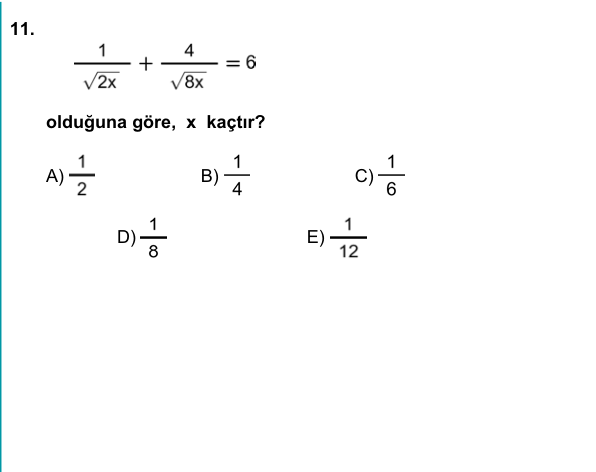 11.
1/√2x + 4/√8x = 6
olduğuna göre, x kaçtır?
A) 1/2 B) 1/4 C) 1/6
D) 1/8 E) 1/12